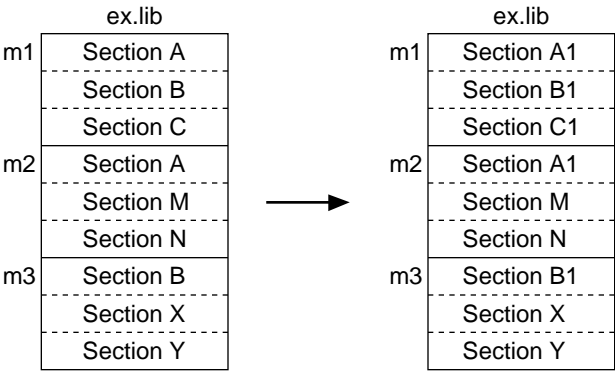 ex.lib ex.lib
m1 Section A m1 Section A1
Section B Section B1
Section C Section C1
m2 Section A m2 Section A1
Section M Section M
Section N Section N
m3 Section B m3 Section B1
Section X Section X
Section Y Section Y